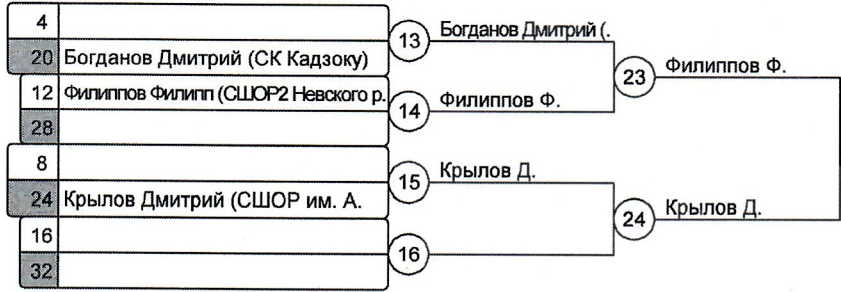 4
13
Богданов Дмитрий (.
20 Богданов Дмитрий (СК Кадзоку)
23
Филиппов Ф.
12 Филиппов Филипп (СШОР2 Невского р.
14
Филиппов Ф.
28
8
15
Крылов Д.
24 Крылов Дмитрий (СШОР им. А.
24
Крылов Д.
16
16
32